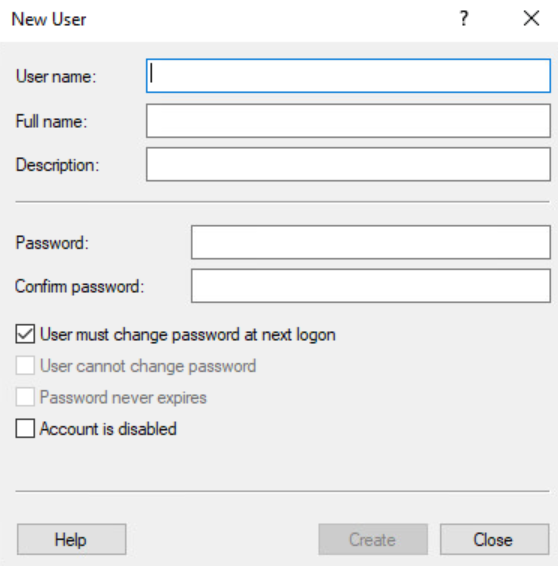 New User
?
User name:
Full name:
Description:
Password:
Confirm password:
User must change password at next logon
User cannot change password
Password never expires
Account is disabled
Help Create Close